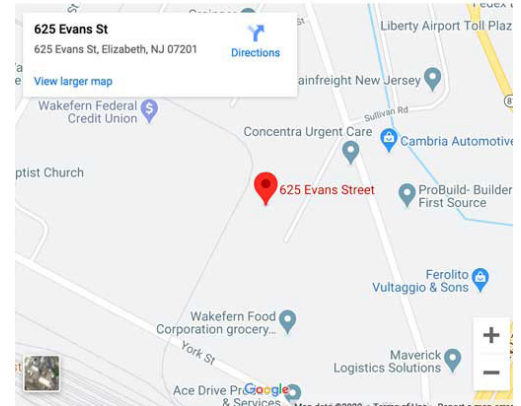 625 Evans St
625 Evans St, Elizabeth, NJ 07201
Directions
View larger map
Liberty Airport Toll Plaz
ainfreight New Jersey
Sullivan Rd
Wakefern Federal
Credit Union
Concentra Urgent Care
Cambria Automotive
ptist Church
625 Evans Street
ProBuild- Builder
First Source
Ferolito
Vultaggio & Sons
Wakefern Food
Corporation grocery...
York St
Maverick
Logistics Solutions
Ace Drive Pr
& Services
Google